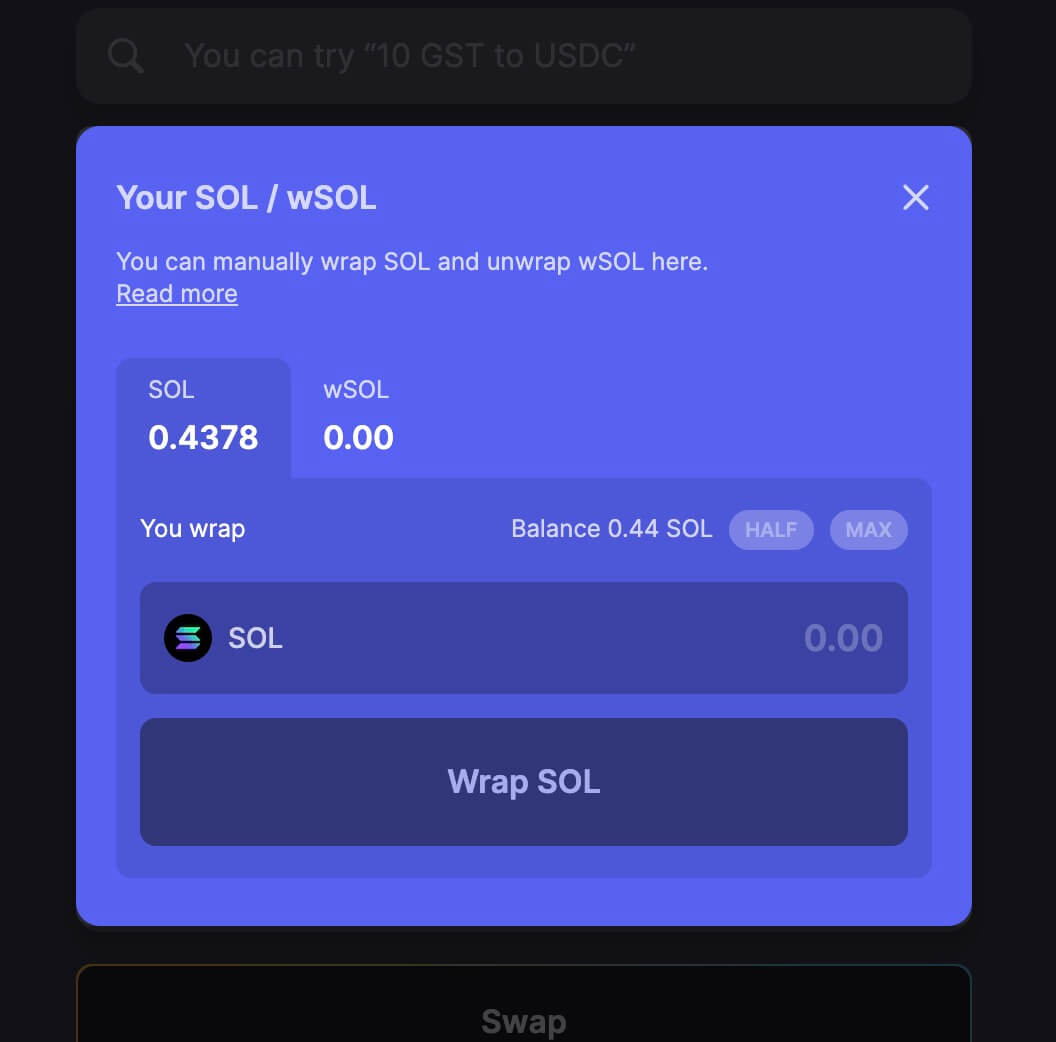 You can try “10 GST to USDC”
Your SOL / wSOL
You can manually wrap SOL and unwrap wSOL here.
Read more
SOL
wSOL
0.4378
0.00
You wrap
Balance 0.44 SOL
HALF
MAX
SOL
0.00
Wrap SOL
Swap